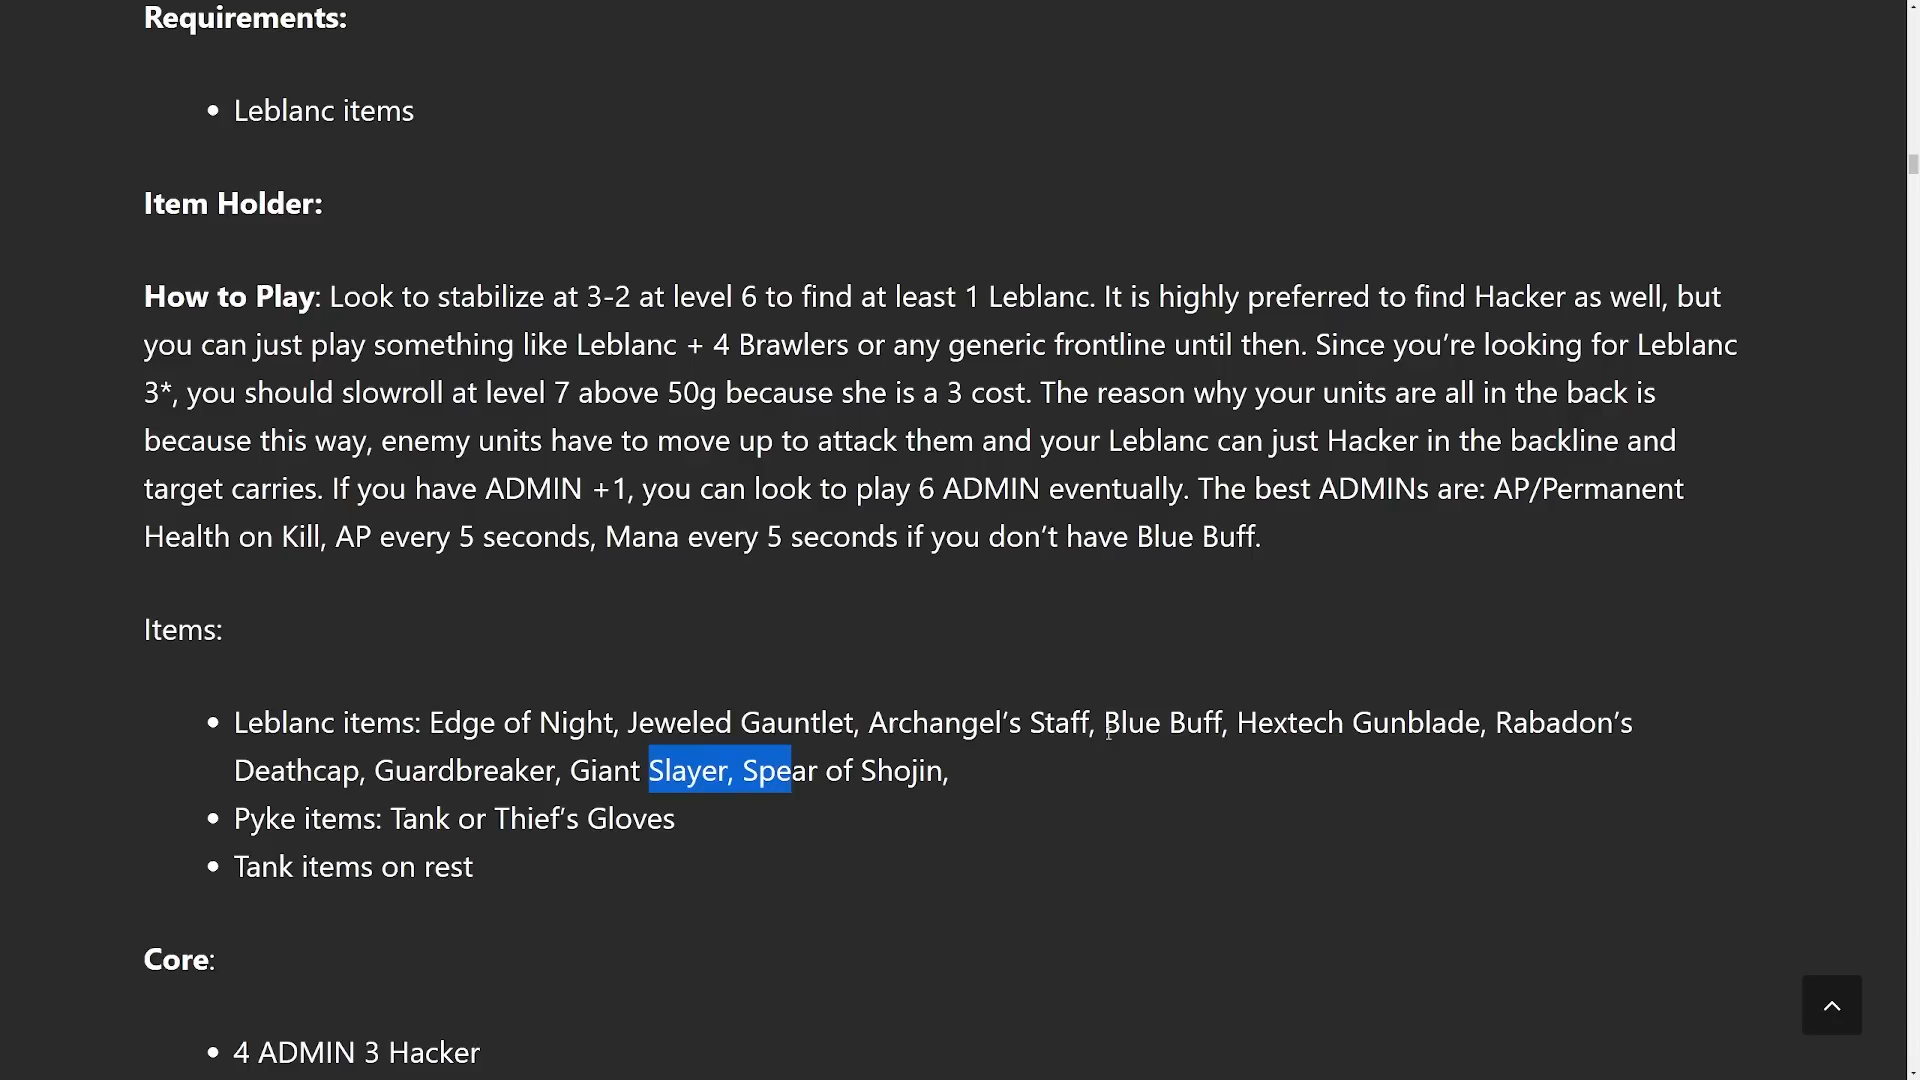 Requirements:
• Leblanc items
Item Holder:
How to Play: Look to stabilize at 3-2 at level 6 to find at least 1 Leblanc. It is highly preferred to find Hacker as well, but
you can just play something like Leblanc + 4 Brawlers or any generic frontline until then. Since you’re looking for Leblanc
3*, you should slowroll at level 7 above 50g because she is a 3 cost. The reason why your units are all in the back is
because this way, enemy units have to move up to attack them and your Leblanc can just Hacker in the backline and
target carries. If you have ADMIN +1, you can look to play 6 ADMIN eventually. The best ADMINs are: AP/Permanent
Health on Kill, AP every 5 seconds, Mana every 5 seconds if you don’t have Blue Buff.
Items:
• Leblanc items: Edge of Night, Jeweled Gauntlet, Archangel’s Staff, Blue Buff, Hextech Gunblade, Rabadon’s
Deathcap, Guardbreaker, Giant Slayer, Spear of Shojin,
• Pyke items: Tank or Thief’s Gloves
• Tank items on rest
Core:
• 4 ADMIN 3 Hacker